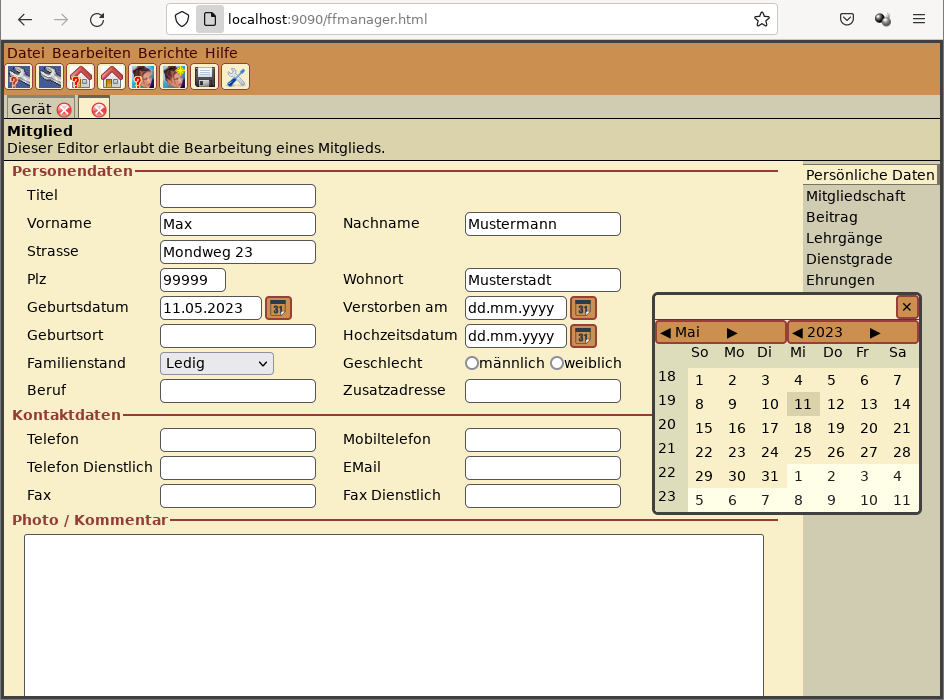 localhost:9090/ffmanager.html
Datei Bearbeiten Berichte Hilfe
Gerät
Mitglied
Dieser Editor erlaubt die Bearbeitung eines Mitglieds.
Personendaten
Persönliche Daten
Titel
Mitgliedschaft
Vorname Max Nachname Mustermann
Beitrag
Strasse Mondweg 23
Lehrgänge
Dienstgrade
Plz 99999 Wohnort Musterstadt
Ehrungen
Geburtsdatum 11.05.2023 31 Verstorben am dd.mm.yyyy 31
Geburtsort Hochzeitsdatum dd.mm.yyyy 31
Familienstand Ledig Geschlecht männlich weiblich
Beruf Zusatzadresse
Kontaktdaten
Telefon Mobiltelefon
Telefon Dienstlich EMail
Fax Fax Dienstlich
Photo / Kommentar
◀ Mai ▶ ◀ 2023 ▶
So Mo Di Mi Do Fr Sa
18 1 2 3 4 5 6 7
19 8 9 10 11 12 13 14
20 15 16 17 18 19 20 21
21 22 23 24 25 26 27 28
22 29 30 31 1 2 3 4
23 5 6 7 8 9 10 11